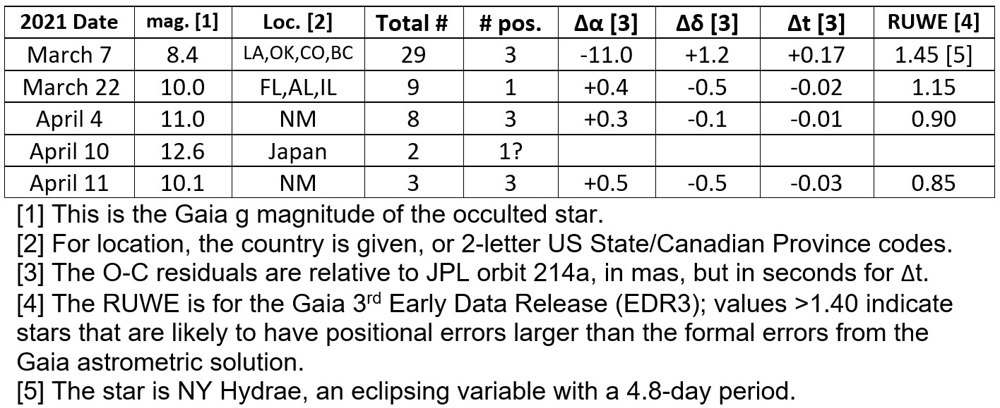 2021 Date mag. [1] Loc. [2] Total # # pos. Δα [3] Δδ [3] Δt [3] RUWE [4]
March 7 8.4 LA,OK,CO,BC 29 3 -11.0 +1.2 +0.17 1.45 [5]
March 22 10.0 FL,AL,IL 9 1 +0.4 -0.5 -0.02 1.15
April 4 11.0 NM 8 3 +0.3 -0.1 -0.01 0.90
April 10 12.6 Japan 2 1?
April 11 10.1 NM 3 3 +0.5 -0.5 -0.03 0.85
[1] This is the Gaia g magnitude of the occulted star.
[2] For location, the country is given, or 2-letter US State/Canadian Province codes.
[3] The O-C residuals are relative to JPL orbit 214a, in mas, but in seconds for Δt.
[4] The RUWE is for the Gaia 3rd Early Data Release (EDR3); values >1.40 indicate
stars that are likely to have positional errors larger than the formal errors from the
Gaia astrometric solution.
[5] The star is NY Hydrae, an eclipsing variable with a 4.8-day period.